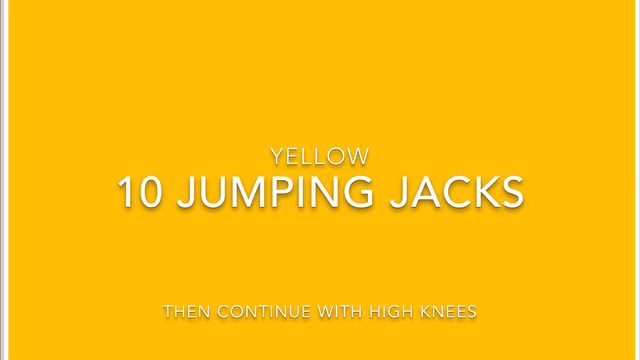 YELLOW
10 JUMPING JACKS
THEN CONTINUE WITH HIGH KNEES